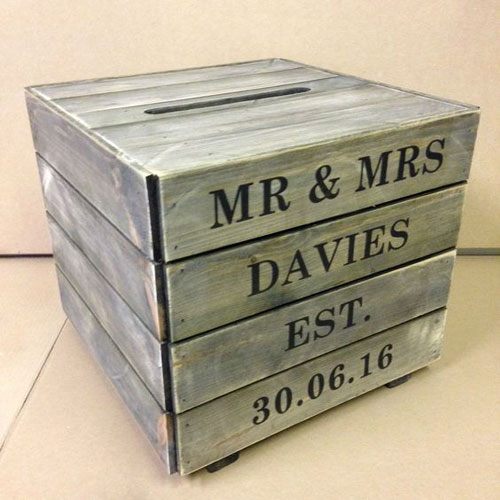 MR & MRS
DAVIES
EST.
30.06.16